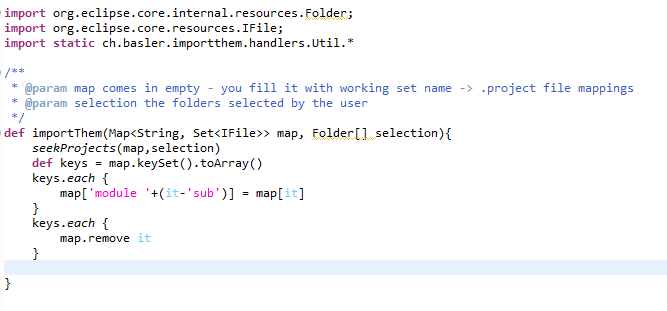 import org.eclipse.core.internal.resources.Folder;
import org.eclipse.core.resources.IFile;
import static ch.basler.importthem.handlers.Util.*
/**
* @param map comes in empty - you fill it with working set name -> .project file mappings
* @param selection the folders selected by the user
*/
def importThem(Map<String, Set<IFile>> map, Folder[] selection){
seekProjects(map,selection)
def keys = map.keySet().toArray()
keys.each {
map['module '+(it-'sub')] = map[it]
}
keys.each {
map.remove it
}
}